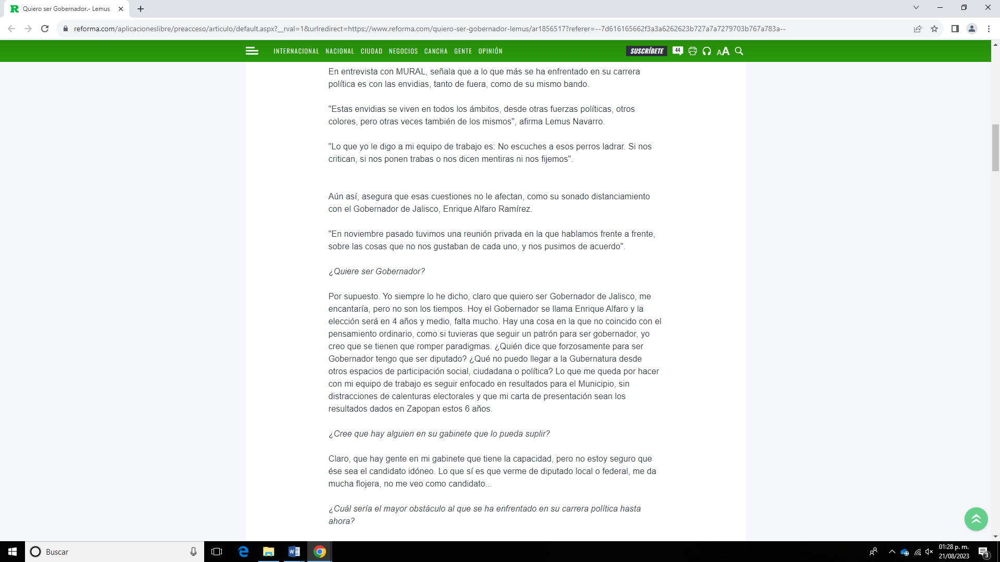 Quiero ser Gobernador.- Lemus
reforma.com/aplicacioneslibre/preacceso/articulo/default.aspx?__rval=1&urlredirect=https://www.reforma.com/quiero-ser-gobernador-lemus/ar1856517?referer=--7d616165662f3a3a6262623b727a7a7279703b767a783a--
INTERNACIONAL NACIONAL CIUDAD NEGOCIOS CANCHA GENTE OPINIÓN SUSCRÍBETE 44 AA
En entrevista con MURAL, señala que a lo que más se ha enfrentado en su carrera
política es con las envidias, tanto de fuera, como de su mismo bando.
"Estas envidias se viven en todos los ámbitos, desde otras fuerzas políticas, otros
colores, pero otras veces también de los mismos", afirma Lemus Navarro.
"Lo que yo le digo a mi equipo de trabajo es: No escuches a esos perros ladrar. Si nos
critican, si nos ponen trabas o nos dicen mentiras ni nos fijemos".
Aún así, asegura que esas cuestiones no le afectan, como su sonado distanciamiento
con el Gobernador de Jalisco, Enrique Alfaro Ramírez.
"En noviembre pasado tuvimos una reunión privada en la que hablamos frente a frente,
sobre las cosas que no nos gustaban de cada uno, y nos pusimos de acuerdo".
¿Quiere ser Gobernador?
Por supuesto. Yo siempre lo he dicho, claro que quiero ser Gobernador de Jalisco, me
encantaría, pero no son los tiempos. Hoy el Gobernador se llama Enrique Alfaro y la
elección será en 4 años y medio, falta mucho. Hay una cosa en la que no coincido con el
pensamiento ordinario, como si tuvieras que seguir un patrón para ser gobernador, yo
creo que se tienen que romper paradigmas. ¿Quién dice que forzosamente para ser
Gobernador tengo que ser diputado? ¿Qué no puedo llegar a la Gubernatura desde
otros espacios de participación social, ciudadana o política? Lo que me queda por hacer
con mi equipo de trabajo es seguir enfocado en resultados para el Municipio, sin
distracciones de calenturas electorales y que mi carta de presentación sean los
resultados dados en Zapopan estos 6 años.
¿Cree que hay alguien en su gabinete que lo pueda suplir?
Claro, que hay gente en mi gabinete que tiene la capacidad, pero no estoy seguro que
ése sea el candidato idóneo. Lo que sí es que verme de diputado local o federal, me da
mucha flojera, no me veo como candidato...
¿Cuál sería el mayor obstáculo al que se ha enfrentado en su carrera política hasta
ahora?
Buscar
01:28 p. m.
21/08/2023
3